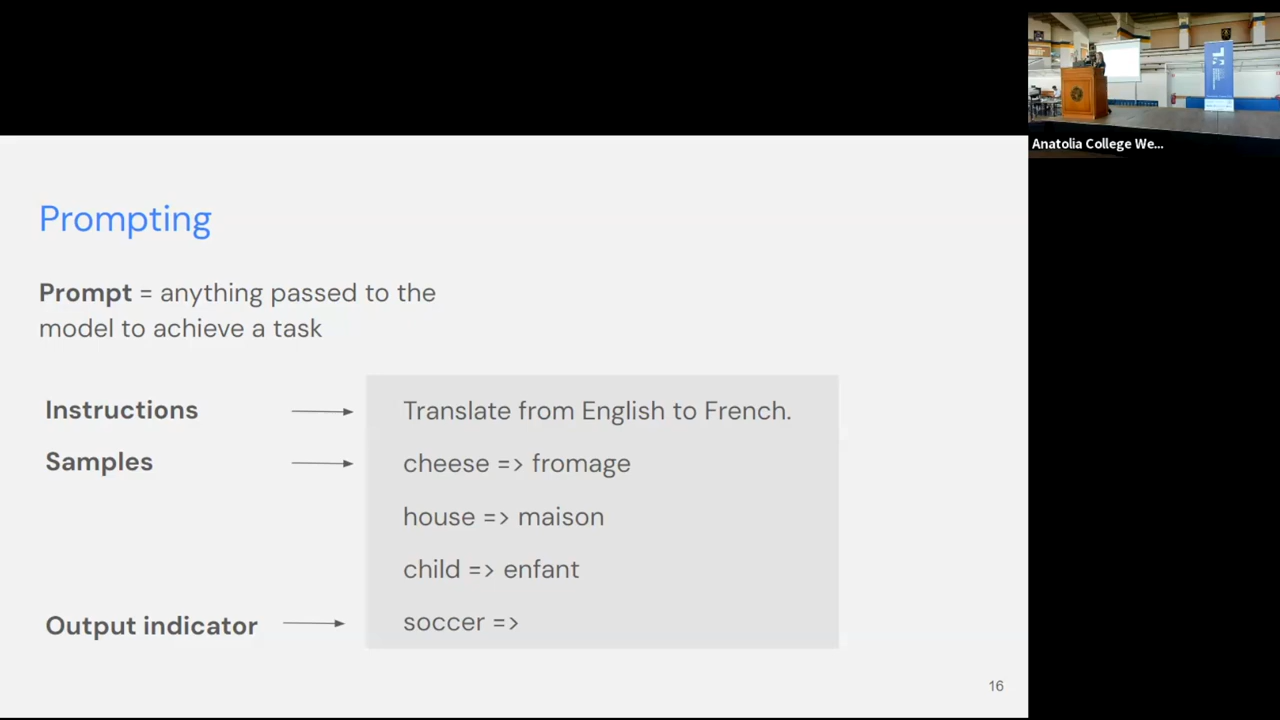 Prompting
Prompt = anything passed to the
model to achieve a task
Instructions
Translate from English to French.
Samples
cheese => fromage
house => maison
child => enfant
Output indicator
soccer =>
16
Anatolia College We...